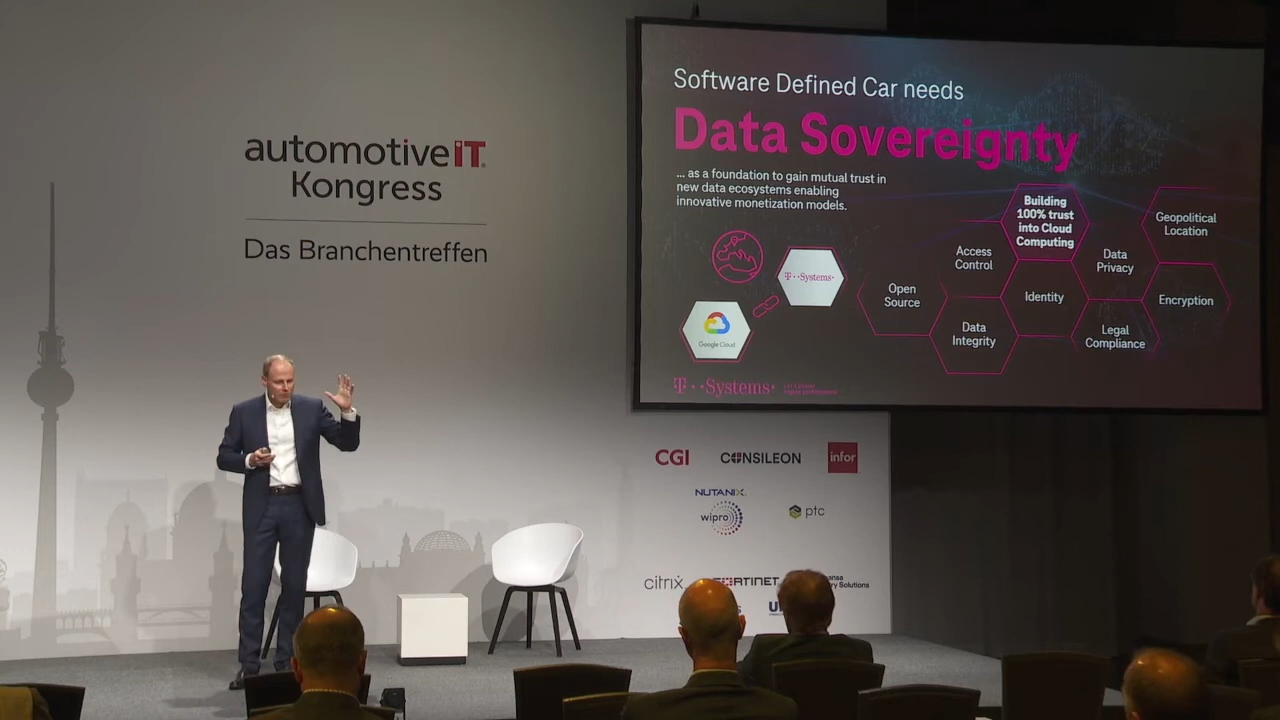 automotiveiT
Kongress
Das Branchentreffen
Software Defined Car needs
Data Sovereignty
... as a foundation to gain mutual trust in
new data ecosystems enabling
innovative monetization models.
Building
100% trust
into Cloud
Computing
Geopolitical
Location
Access
Control
Data
Privacy
T··Systems·
Open
Source
Identity
Encryption
Google Cloud
Data
Integrity
Legal
Compliance
T··Systems·
CGI
CONSILEON
infor
NUTANIX
wipro
ptc
citrix